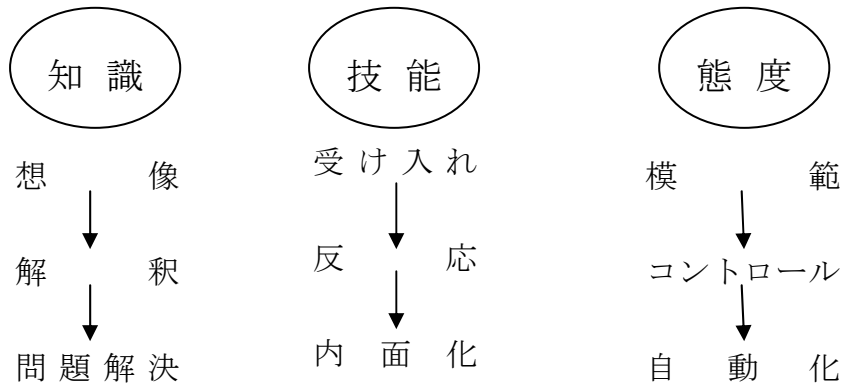 知識
想像
解釈
問題解決
技能
受け入れ
反応
内面化
態度
模範
コントロール
自動化